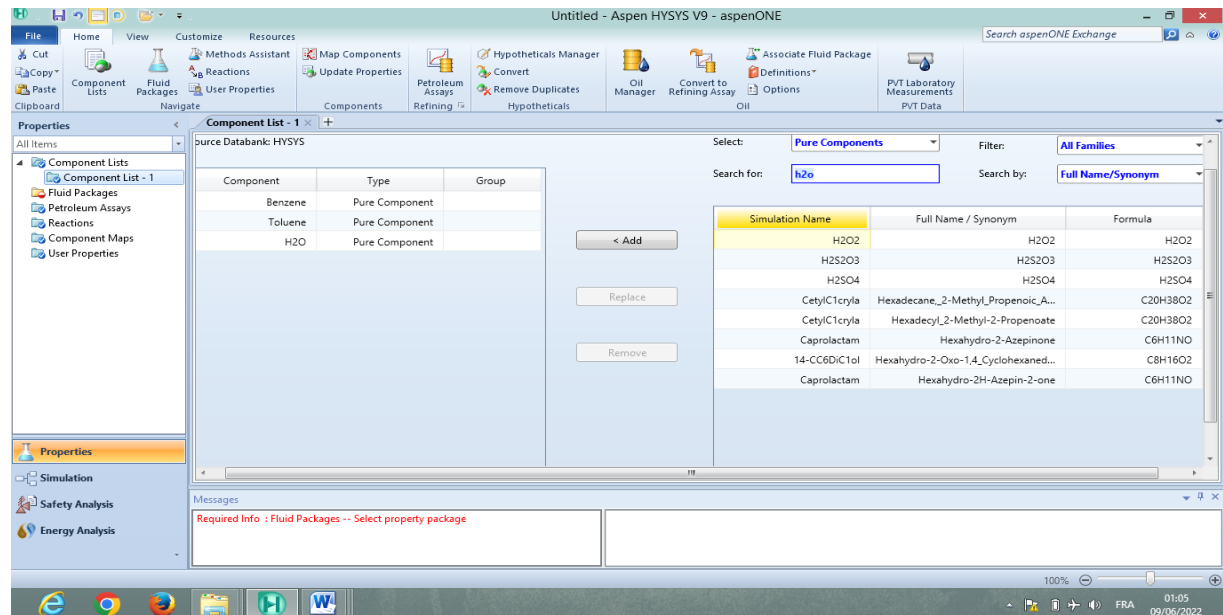 Untitled - Aspen HYSYS V9 - aspenONE
File Home View Customize Resources Search aspenONE Exchange
Cut
Copy
Paste
Clipboard
Component Lists
Fluid Packages
Navigate
Methods Assistant
Reactions
User Properties
Map Components
Update Properties
Components
Petroleum Assays
Refining
Hypotheticals Manager
Convert
Remove Duplicates
Hypotheticals
Oil Manager
Convert to Refining Assay
Associate Fluid Package
Definitions
Options
Oil
PVT Laboratory Measurements
PVT Data
Properties
All Items
Component Lists
Component List - 1
Fluid Packages
Petroleum Assays
Reactions
Component Maps
User Properties
Properties
Simulation
Safety Analysis
Energy Analysis
Component List - 1
ource Databank: HYSYS
Component Type Group
Benzene Pure Component
Toluene Pure Component
H2O Pure Component
< Add
Replace
Remove
Select: Pure Components Filter: All Families
Search for: h2o Search by: Full Name/Synonym
Simulation Name Full Name / Synonym Formula
H2O2 H2O2 H2O2
H2S2O3 H2S2O3 H2S2O3
H2SO4 H2SO4 H2SO4
CetylC1cryla Hexadecane,_2-Methyl_Propenoic_A... C20H38O2
CetylC1cryla Hexadecyl_2-Methyl-2-Propenoate C20H38O2
Caprolactam Hexahydro-2-Azepinone C6H11NO
14-CC6DiC1ol Hexahydro-2-Oxo-1,4_Cyclohexaned... C8H16O2
Caprolactam Hexahydro-2H-Azepin-2-one C6H11NO
Messages
Required Info : Fluid Packages -- Select property package
100%
FRA
01:05
09/06/2022